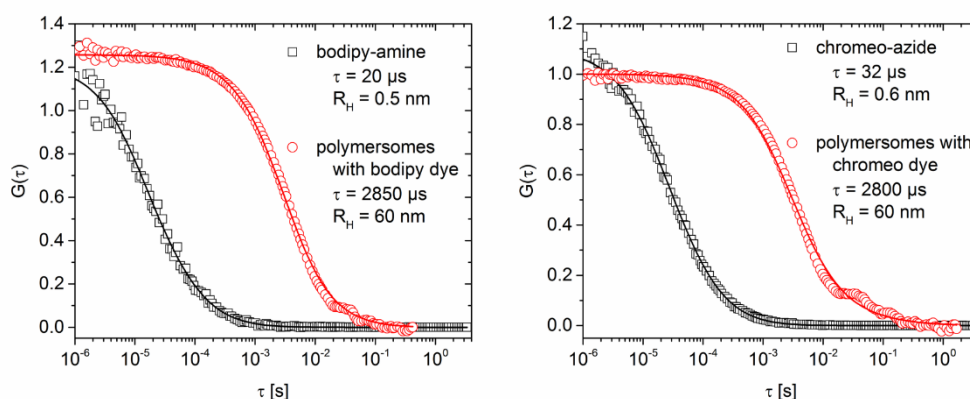 1.4
1.2
1.0
0.8
0.6
0.4
0.2
0.0
G(τ)
bodipy-amine
τ = 20 µs
R_H = 0.5 nm
polymersomes
with bodipy dye
τ = 2850 µs
R_H = 60 nm
10⁻⁶ 10⁻⁵ 10⁻⁴ 10⁻³ 10⁻² 10⁻¹ 10⁰
τ [s]
1.2
1.0
0.8
0.6
0.4
0.2
0.0
G(τ)
chromeo-azide
τ = 32 µs
R_H = 0.6 nm
polymersomes with
chromeo dye
τ = 2800 µs
R_H = 60 nm
10⁻⁶ 10⁻⁵ 10⁻⁴ 10⁻³ 10⁻² 10⁻¹ 10⁰
τ [s]